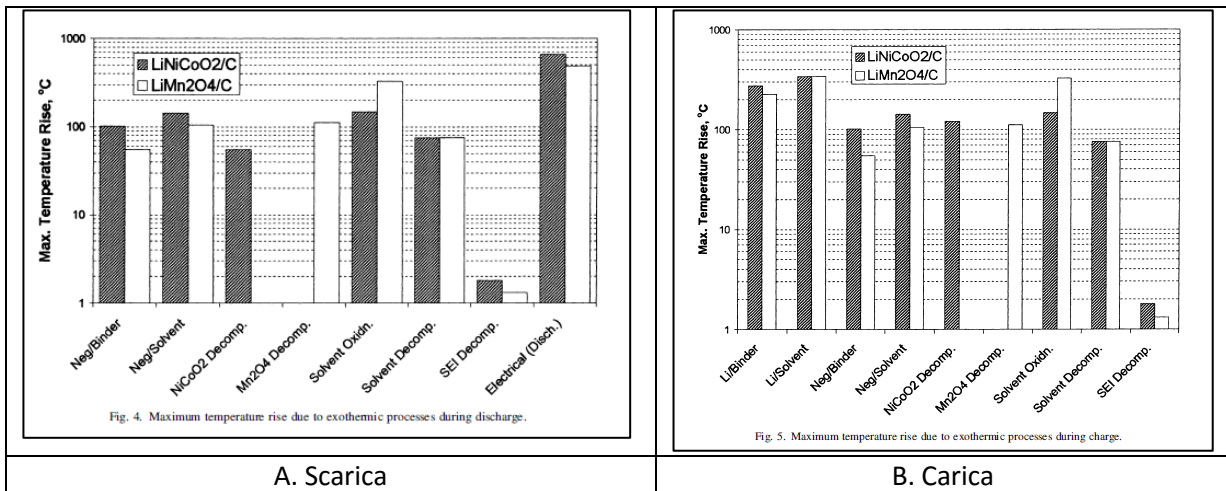 1000
100
10
1
Max. Temperature Rise, °C
LiNiCoO2/C
LiMn2O4/C
Neg/Binder
Neg/Solvent
NiCoO2 Decomp.
Mn2O4 Decomp.
Solvent Oxidn.
Solvent Decomp.
SEI Decomp.
Electrical (Disch.)
Fig. 4. Maximum temperature rise due to exothermic processes during discharge.
A. Scarica
1000
100
10
1
Max. Temperature Rise, °C
LiNiCoO2/C
LiMn2O4/C
Li/Binder
Li/Solvent
Neg/Binder
Neg/Solvent
NiCoO2 Decomp.
Mn2O4 Decomp.
Solvent Oxidn.
Solvent Decomp.
SEI Decomp.
Fig. 5. Maximum temperature rise due to exothermic processes during charge.
B. Carica